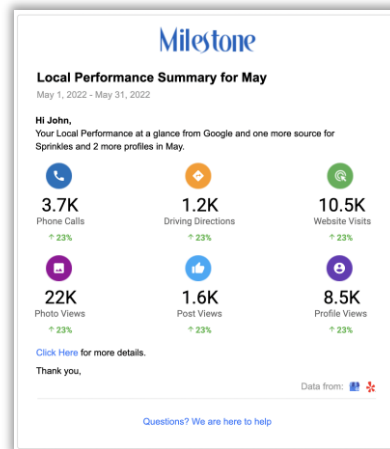 Milestone
Local Performance Summary for May
May 1, 2022 - May 31, 2022
Hi John,
Your Local Performance at a glance from Google and one more source for
Sprinkles and 2 more profiles in May.
3.7K 1.2K 10.5K
Phone Calls Driving Directions Website Visits
↑ 23% ↑ 23% ↑ 23%
22K 1.6K 8.5K
Photo Views Post Views Profile Views
↑ 23% ↑ 23% ↑ 23%
Click Here for more details.
Thank you,
Data from:
Questions? We are here to help